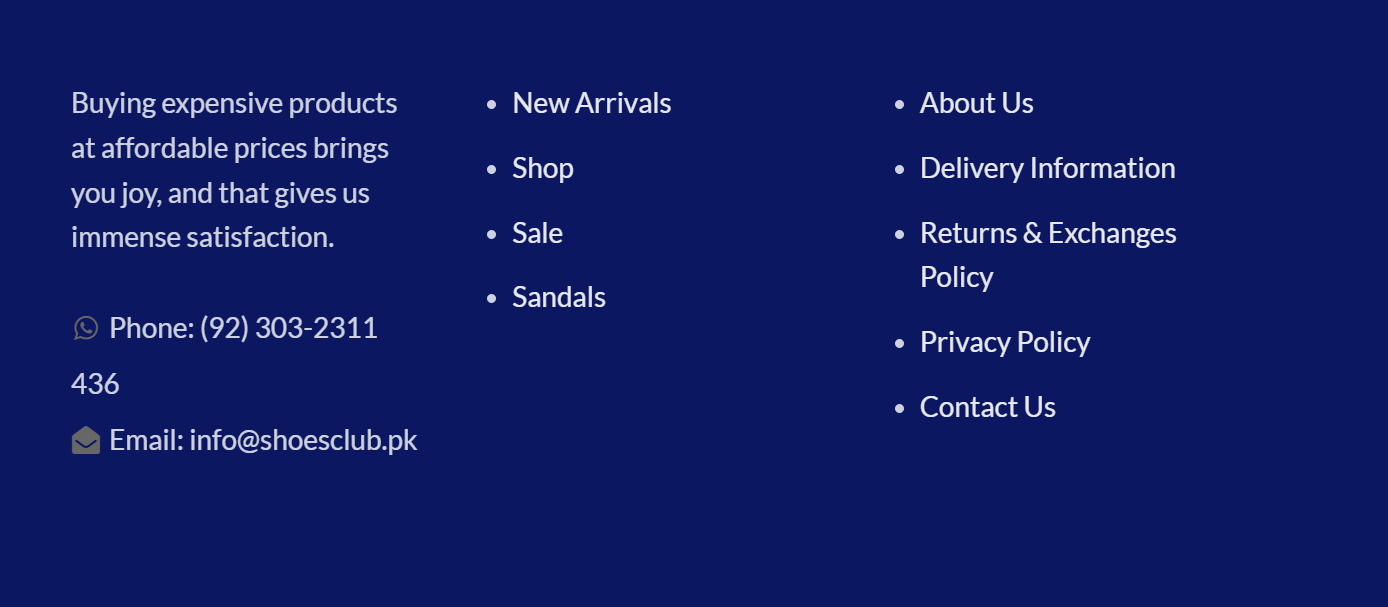 Buying expensive products
at affordable prices brings
you joy, and that gives us
immense satisfaction.
Phone: (92) 303-2311
436
Email: info@shoesclub.pk
New Arrivals
Shop
Sale
Sandals
About Us
Delivery Information
Returns & Exchanges
Policy
Privacy Policy
Contact Us